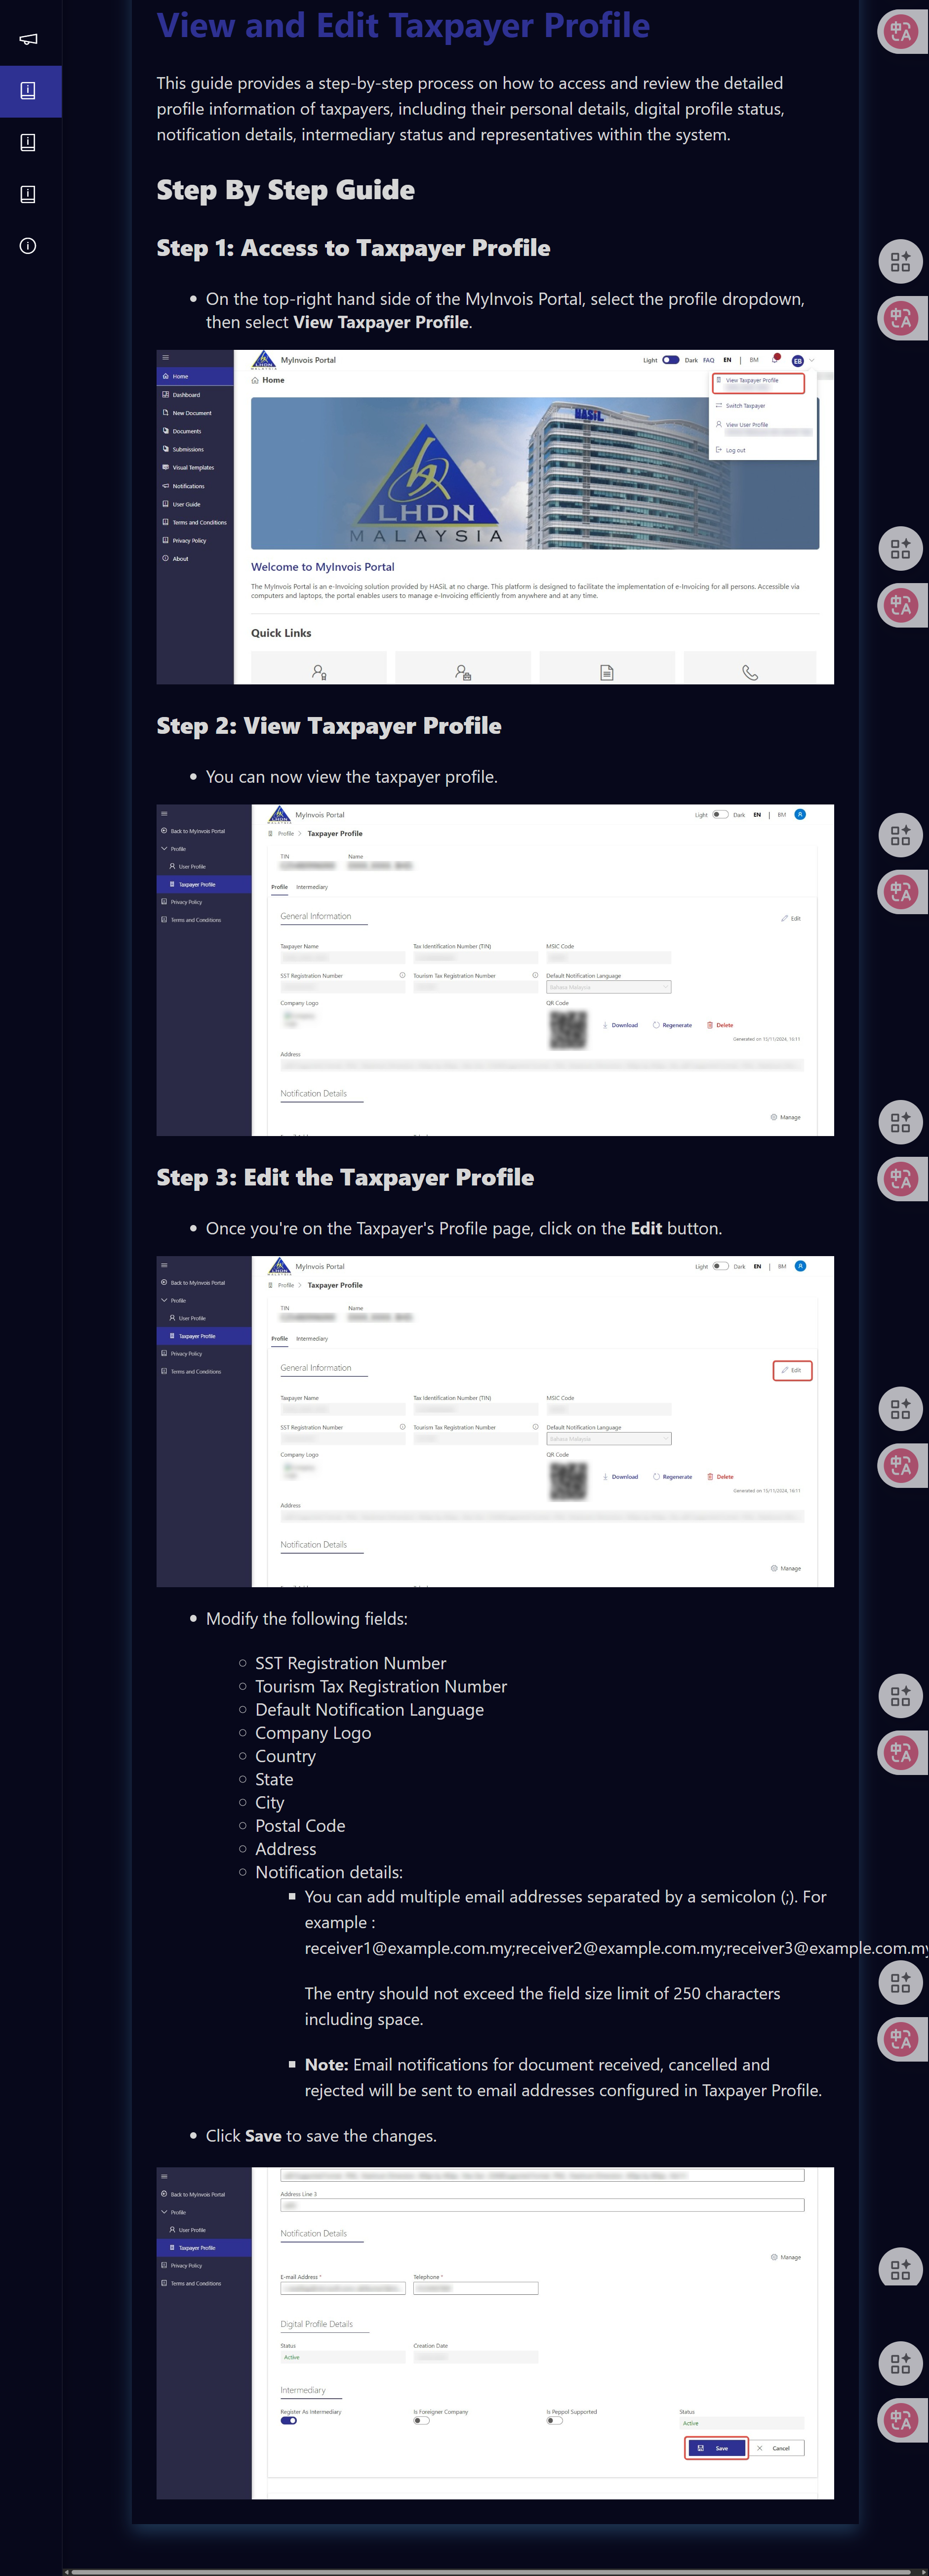 View and Edit Taxpayer Profile
This guide provides a step-by-step process on how to access and review the detailed
profile information of taxpayers, including their personal details, digital profile status,
notification details, intermediary status and representatives within the system.
Step By Step Guide
Step 1: Access to Taxpayer Profile
On the top-right hand side of the MyInvois Portal, select the profile dropdown,
then select View Taxpayer Profile.
MyInvois Portal
Light Dark FAQ EN | BM EB
Home
Home
Dashboard
New Document
Documents
Submissions
Visual Templates
Notifications
User Guide
Terms and Conditions
Privacy Policy
About
View Taxpayer Profile
Switch Taxpayer
View User Profile
Log out
HASiL
LHDN
MALAYSIA
Welcome to MyInvois Portal
The MyInvois Portal is an e-Invoicing solution provided by HASiL at no charge. This platform is designed to facilitate the implementation of e-Invoicing for all persons. Accessible via
computers and laptops, the portal enables users to manage e-Invoicing efficiently from anywhere and at any time.
Quick Links
Step 2: View Taxpayer Profile
You can now view the taxpayer profile.
MyInvois Portal
Light Dark EN | BM
Back to MyInvois Portal
Profile
User Profile
Taxpayer Profile
Privacy Policy
Terms and Conditions
Profile > Taxpayer Profile
TIN Name
Profile Intermediary
General Information
Edit
Taxpayer Name Tax Identification Number (TIN) MSIC Code
SST Registration Number Tourism Tax Registration Number Default Notification Language
Bahasa Malaysia
Company Logo QR Code
Download Regenerate Delete
Generated on 15/11/2024, 16:11
Address
Notification Details
Manage
Step 3: Edit the Taxpayer Profile
Once you're on the Taxpayer's Profile page, click on the Edit button.
MyInvois Portal
Light Dark EN | BM
Back to MyInvois Portal
Profile
User Profile
Taxpayer Profile
Privacy Policy
Terms and Conditions
Profile > Taxpayer Profile
TIN Name
Profile Intermediary
General Information
Edit
Taxpayer Name Tax Identification Number (TIN) MSIC Code
SST Registration Number Tourism Tax Registration Number Default Notification Language
Bahasa Malaysia
Company Logo QR Code
Download Regenerate Delete
Generated on 15/11/2024, 16:11
Address
Notification Details
Manage
Modify the following fields:
SST Registration Number
Tourism Tax Registration Number
Default Notification Language
Company Logo
Country
State
City
Postal Code
Address
Notification details:
You can add multiple email addresses separated by a semicolon (;). For
example :
receiver1@example.com.my;receiver2@example.com.my;receiver3@example.com.my
The entry should not exceed the field size limit of 250 characters
including space.
Note: Email notifications for document received, cancelled and
rejected will be sent to email addresses configured in Taxpayer Profile.
Click Save to save the changes.
Back to MyInvois Portal
Profile
User Profile
Taxpayer Profile
Privacy Policy
Terms and Conditions
Address Line 3
Notification Details
Manage
E-mail Address * Telephone *
Digital Profile Details
Status Creation Date
Active
Intermediary
Register As Intermediary Is Foreigner Company Is Peppol Supported Status
Active
Save Cancel